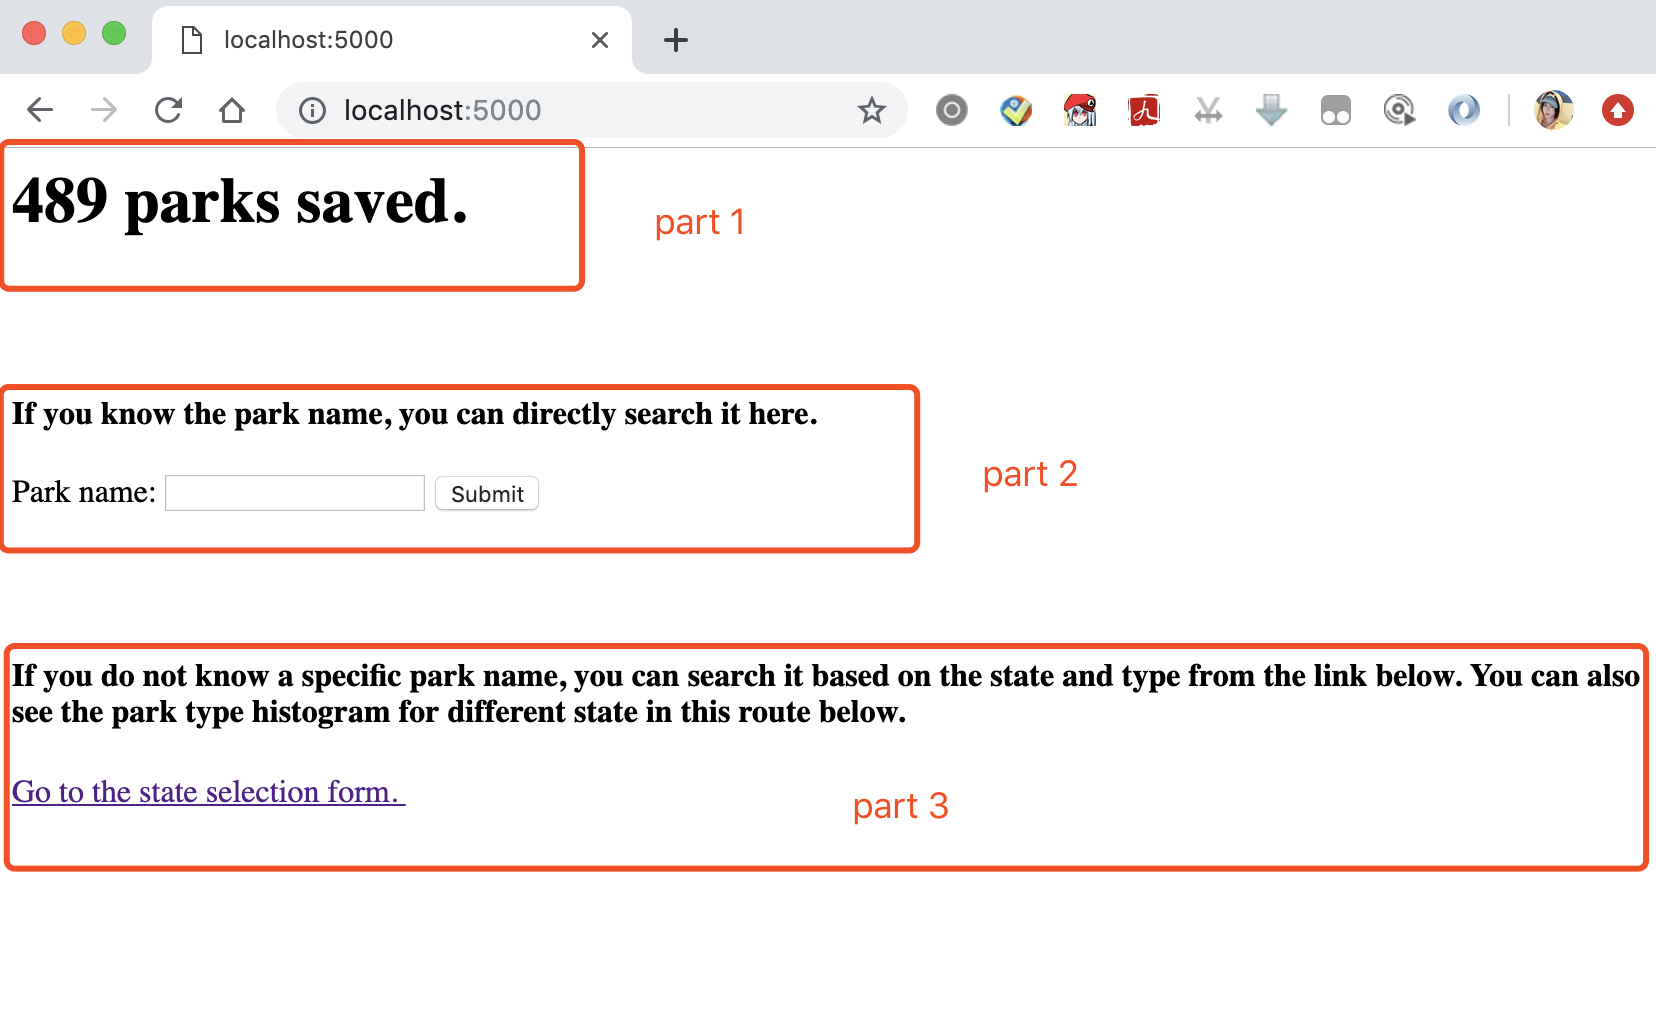 localhost:5000
localhost:5000
489 parks saved.
part 1
If you know the park name, you can directly search it here.
part 2
Park name:
Submit
If you do not know a specific park name, you can search it based on the state and type from the link below. You can also
see the park type histogram for different state in this route below.
Go to the state selection form.
part 3